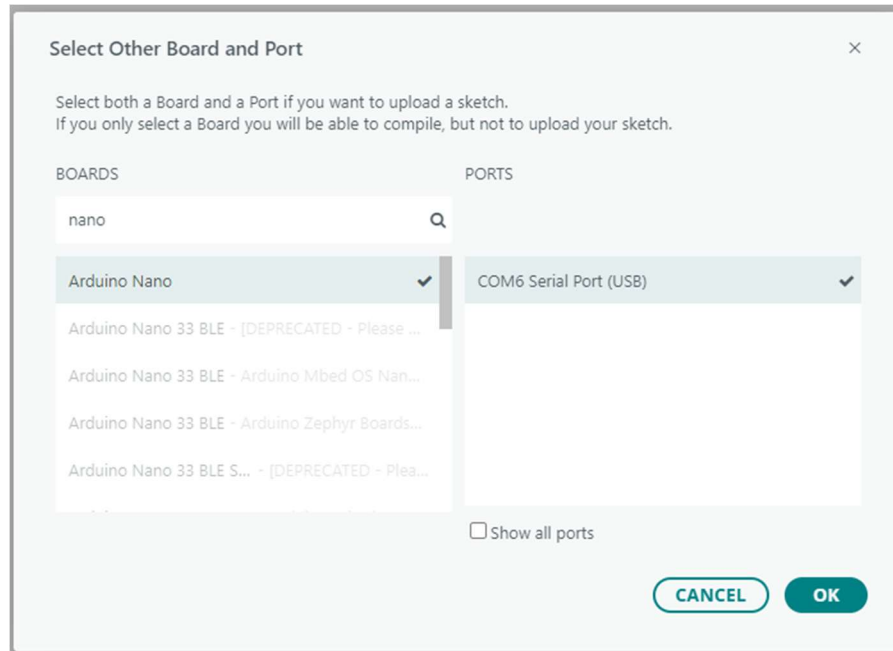 Select Other Board and Port
Select both a Board and a Port if you want to upload a sketch.
If you only select a Board you will be able to compile, but not to upload your sketch.
BOARDS
PORTS
nano
Arduino Nano
COM6 Serial Port (USB)
Arduino Nano 33 BLE - [DEPRECATED - Please ...
Arduino Nano 33 BLE - Arduino Mbed OS Nan...
Arduino Nano 33 BLE - Arduino Zephyr Boards...
Arduino Nano 33 BLE S... - [DEPRECATED - Plea...
Show all ports
CANCEL
OK